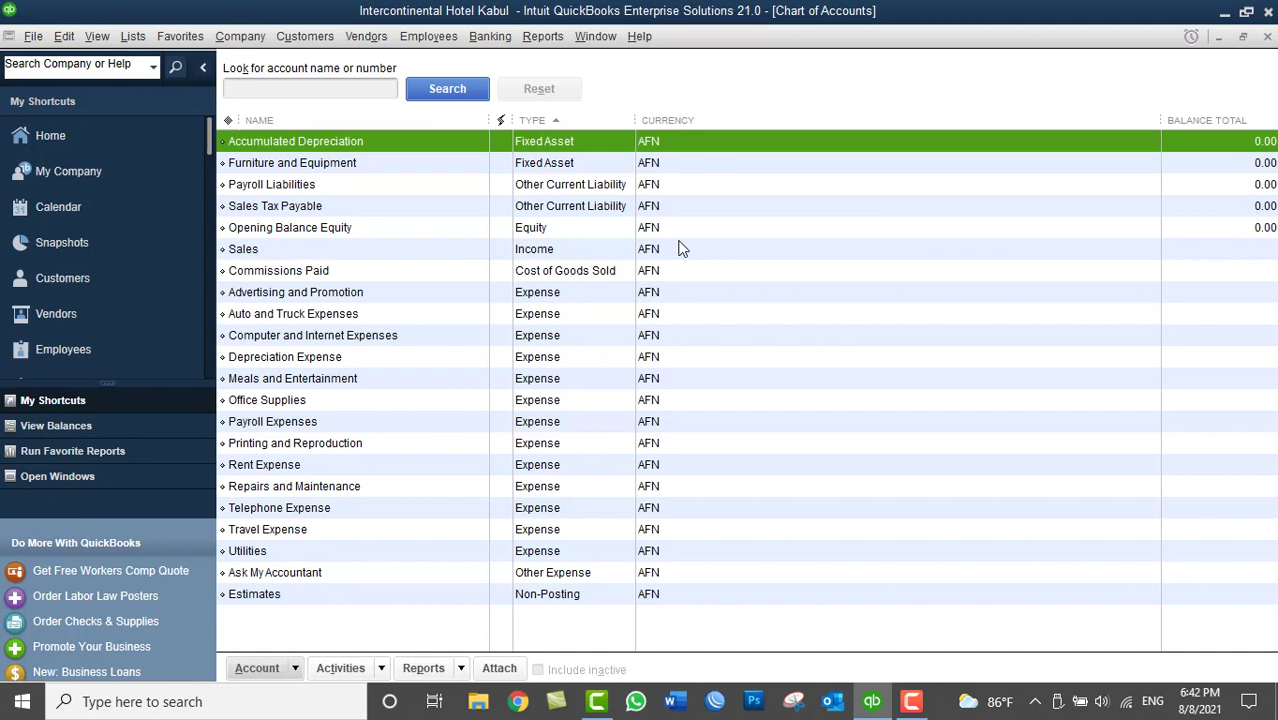 qb Intercontinental Hotel Kabul - Intuit QuickBooks Enterprise Solutions 21.0 - [Chart of Accounts]
File Edit View Lists Favorites Company Customers Vendors Employees Banking Reports Window Help
Search Company or Help
My Shortcuts
Home
My Company
Calendar
Snapshots
Customers
Vendors
Employees
My Shortcuts
View Balances
Run Favorite Reports
Open Windows
Do More With QuickBooks
Get Free Workers Comp Quote
Order Labor Law Posters
Order Checks & Supplies
Promote Your Business
New: Business Loans
Look for account name or number
Search Reset
NAME TYPE CURRENCY BALANCE TOTAL
Accumulated Depreciation Fixed Asset AFN 0.00
Furniture and Equipment Fixed Asset AFN 0.00
Payroll Liabilities Other Current Liability AFN 0.00
Sales Tax Payable Other Current Liability AFN 0.00
Opening Balance Equity Equity AFN 0.00
Sales Income AFN
Commissions Paid Cost of Goods Sold AFN
Advertising and Promotion Expense AFN
Auto and Truck Expenses Expense AFN
Computer and Internet Expenses Expense AFN
Depreciation Expense Expense AFN
Meals and Entertainment Expense AFN
Office Supplies Expense AFN
Payroll Expenses Expense AFN
Printing and Reproduction Expense AFN
Rent Expense Expense AFN
Repairs and Maintenance Expense AFN
Telephone Expense Expense AFN
Travel Expense Expense AFN
Utilities Expense AFN
Ask My Accountant Other Expense AFN
Estimates Non-Posting AFN
Account Activities Reports Attach Include inactive
Type here to search
86°F ENG 6:42 PM
8/8/2021